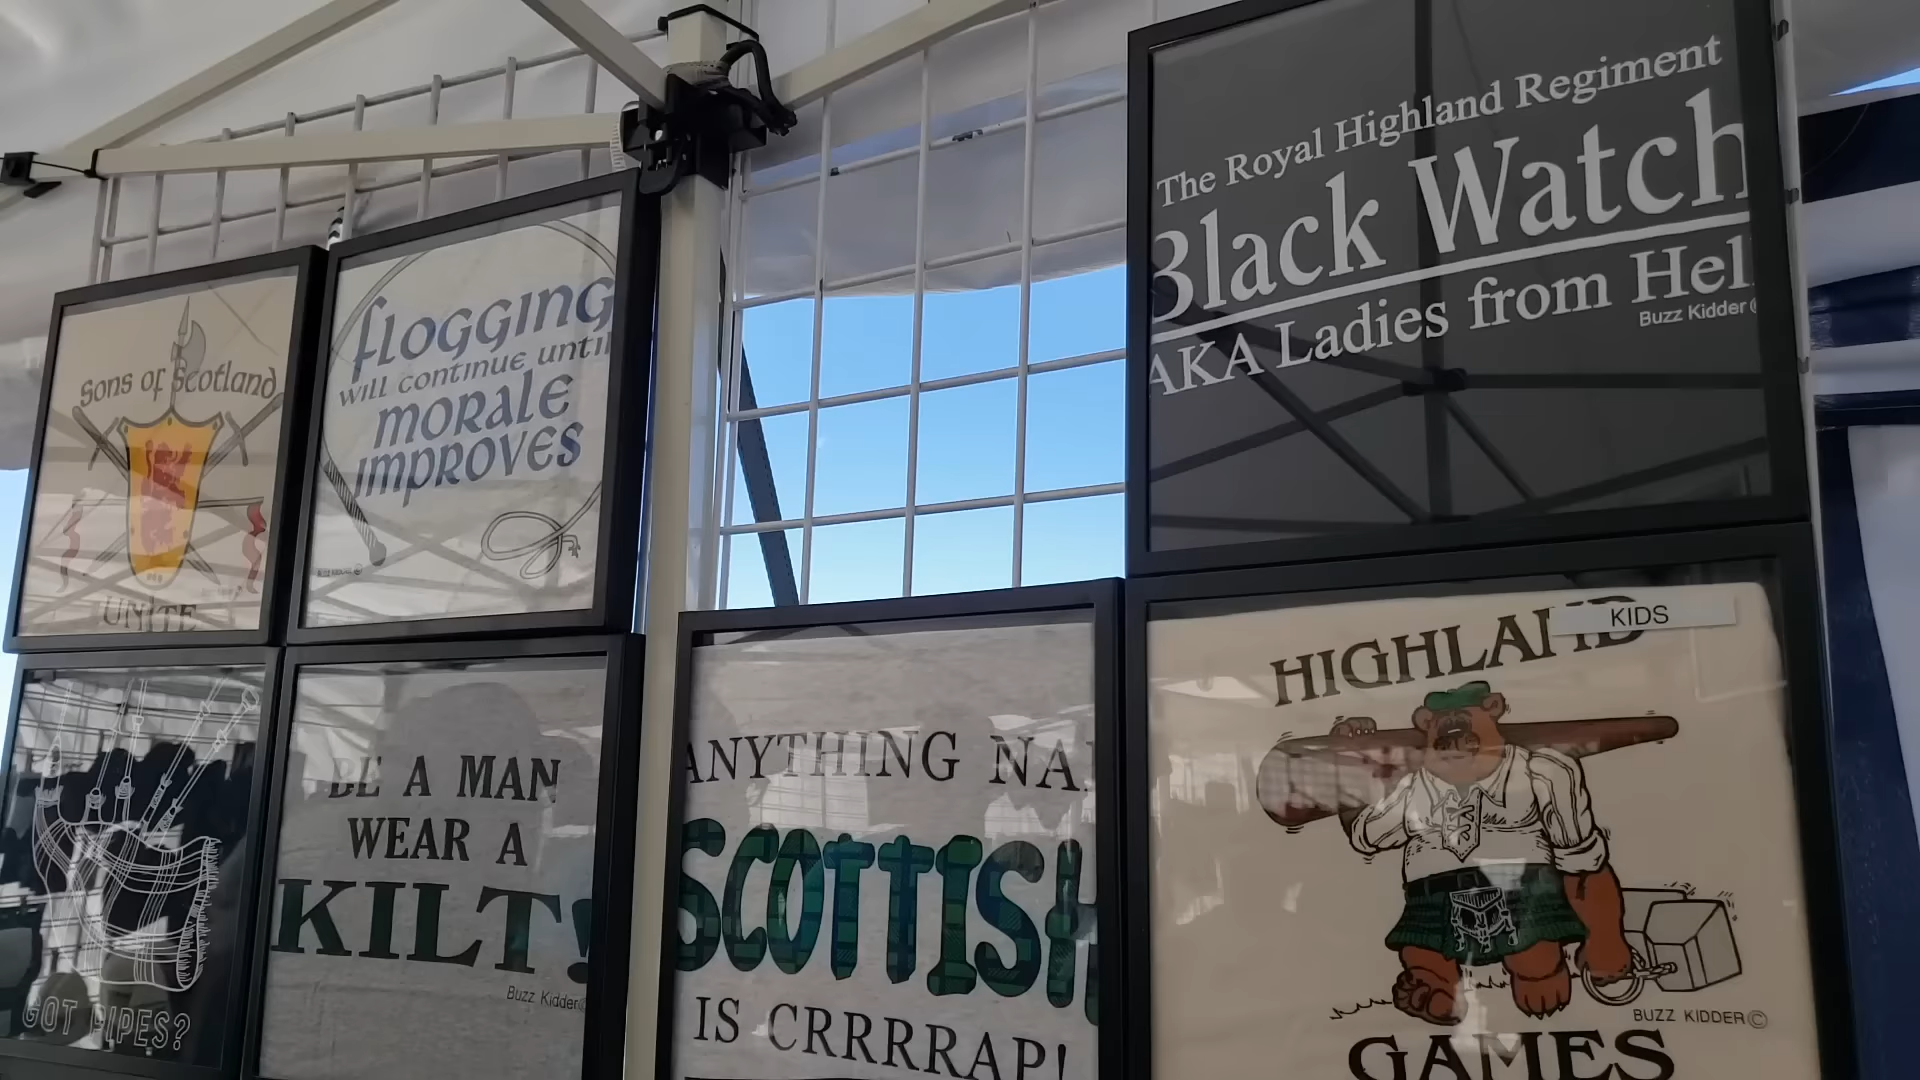 The Royal Highland Regiment
Black Watch
AKA Ladies from Hel
Buzz Kidder©
sons of scotland
UNITE
flogging
will continue until
morale
improves
KIDS
HIGHLAND
BUZZ KIDDER©
GAMES
GOT PIPES?
BE A MAN
WEAR A
KILT!
Buzz Kidder©
ANYTHING NA
SCOTTISH
IS CRRRRAP!